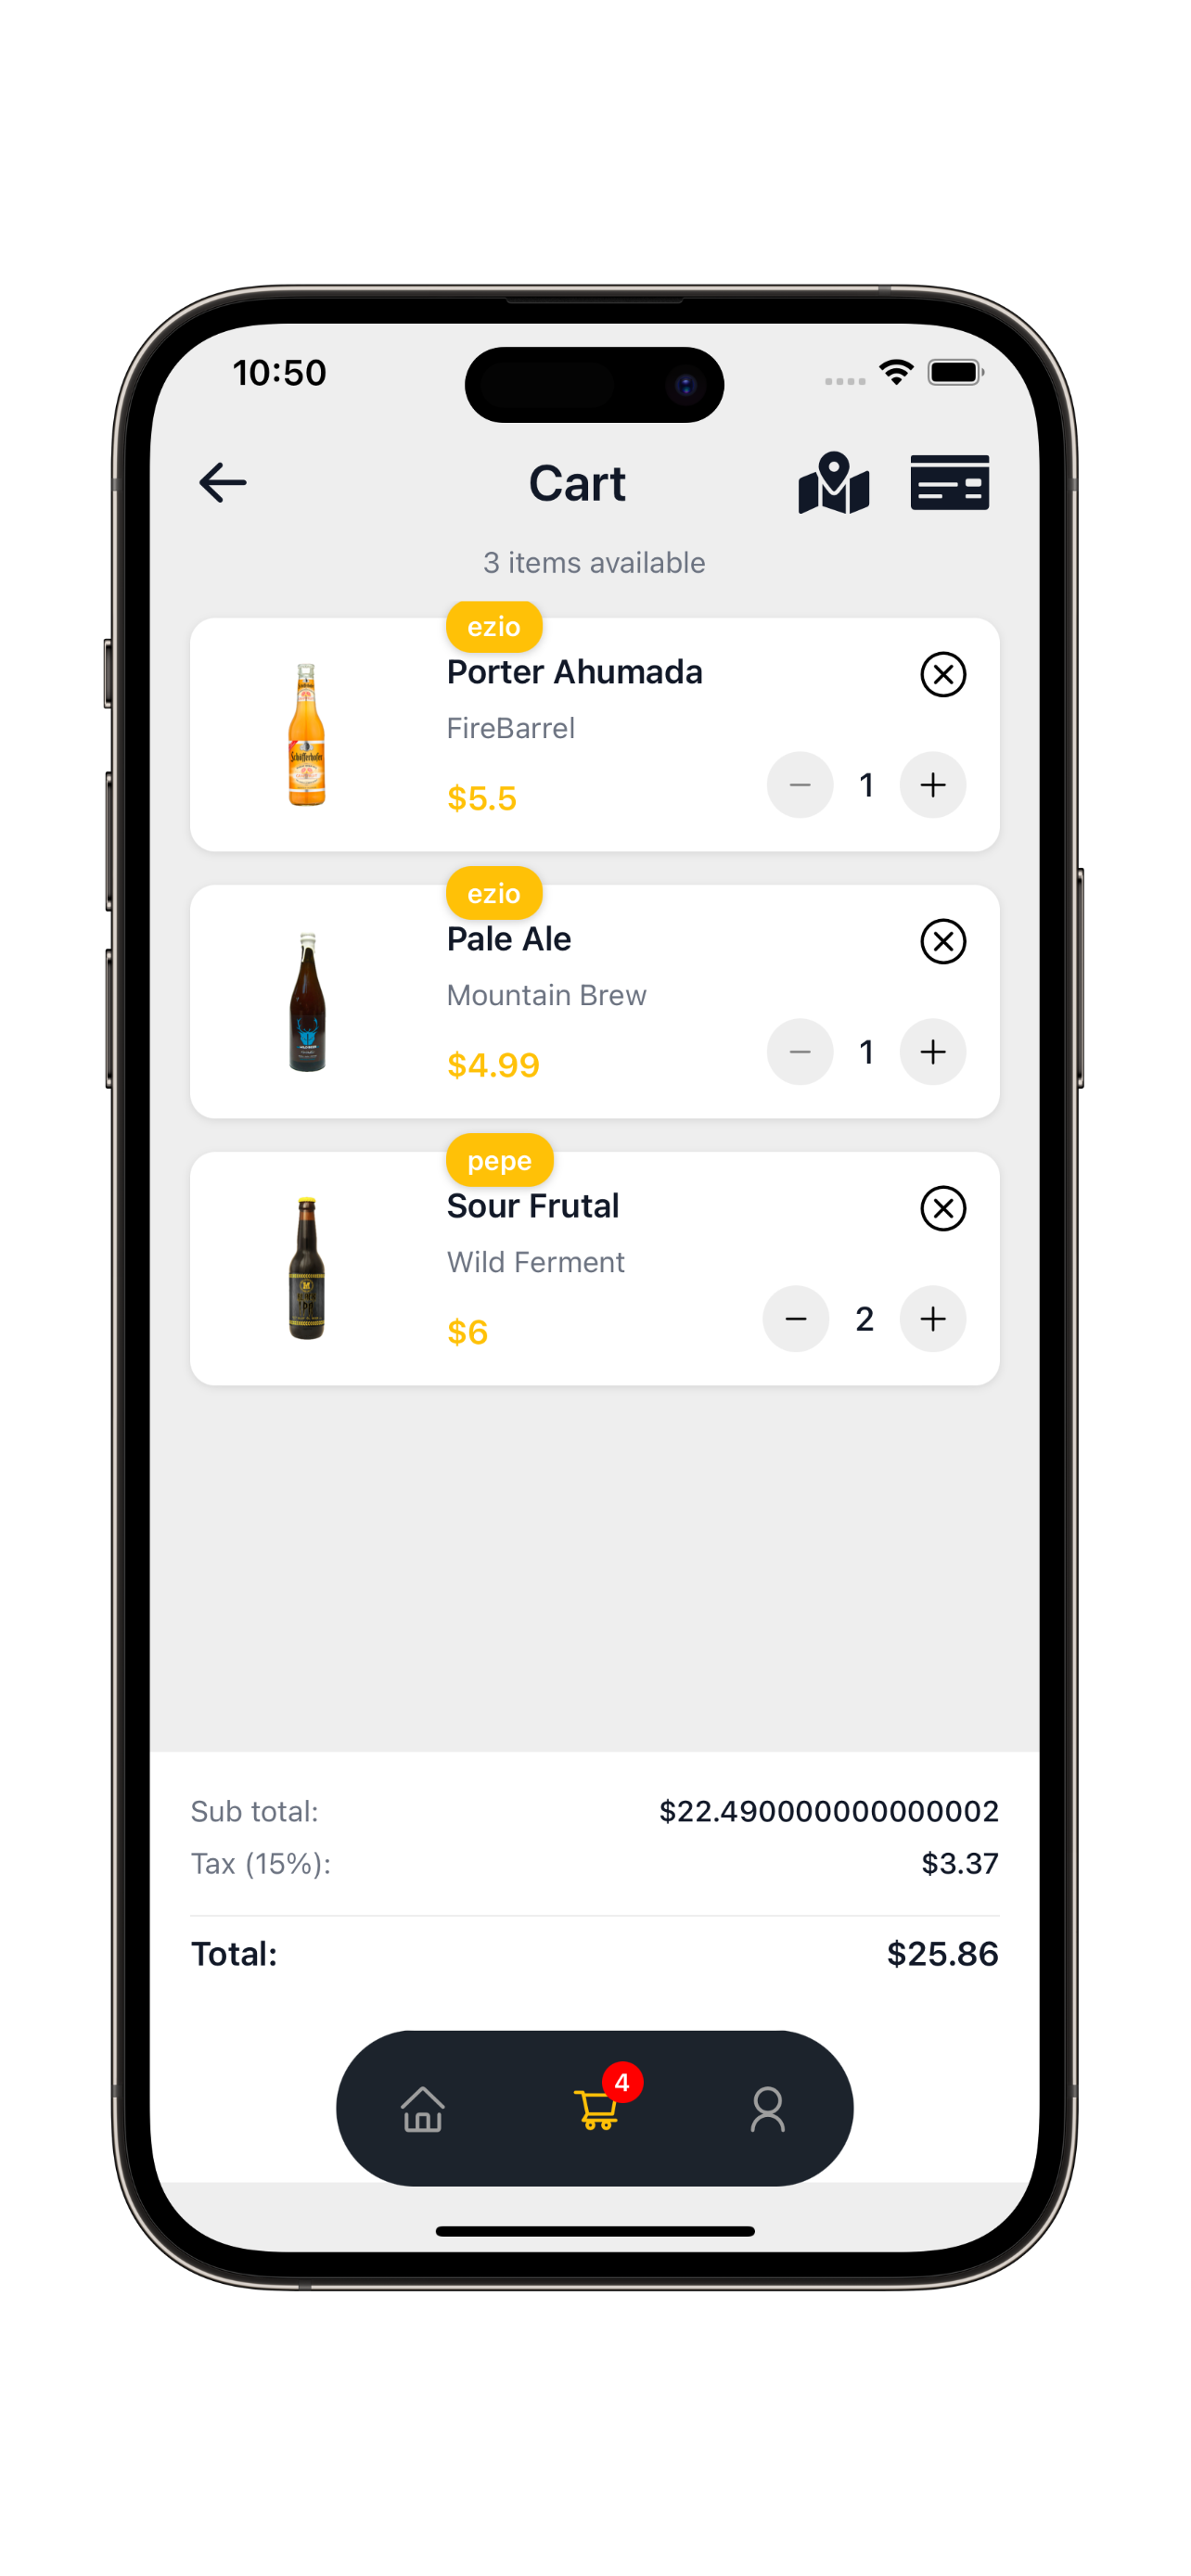 10:50
Cart
3 items available
ezio
Porter Ahumada
FireBarrel
$5.5
1
ezio
Pale Ale
Mountain Brew
$4.99
1
pepe
Sour Frutal
Wild Ferment
$6
2
Sub total: $22.490000000000002
Tax (15%): $3.37
Total: $25.86
4